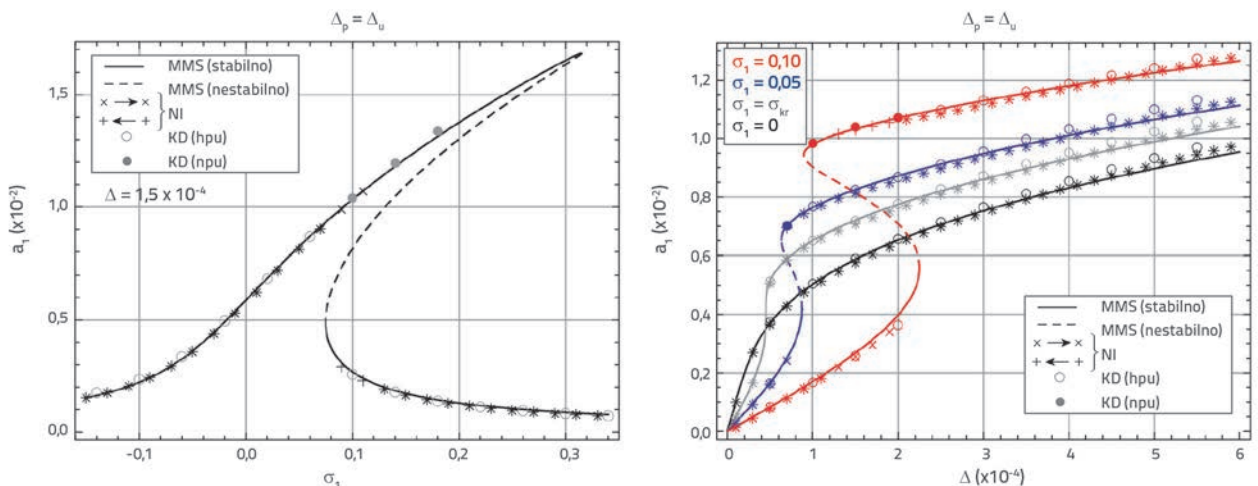 Δp = Δu
MMS (stabilno)
MMS (nestabilno)
NI
KD (hpu)
KD (npu)
Δ = 1,5 x 10⁻⁴
a₁ (x10⁻²)
1,5
1,0
0,5
0,0
-0,1
0,0
0,1
0,2
0,3
σ₁
Δp = Δu
σ₁ = 0,10
σ₁ = 0,05
σ₁ = σkr
σ₁ = 0
MMS (stabilno)
MMS (nestabilno)
NI
KD (hpu)
KD (npu)
a₁ (x10⁻²)
1,2
1,0
0,8
0,6
0,4
0,2
0,0
0
1
2
3
4
5
6
Δ (x10⁻⁴)